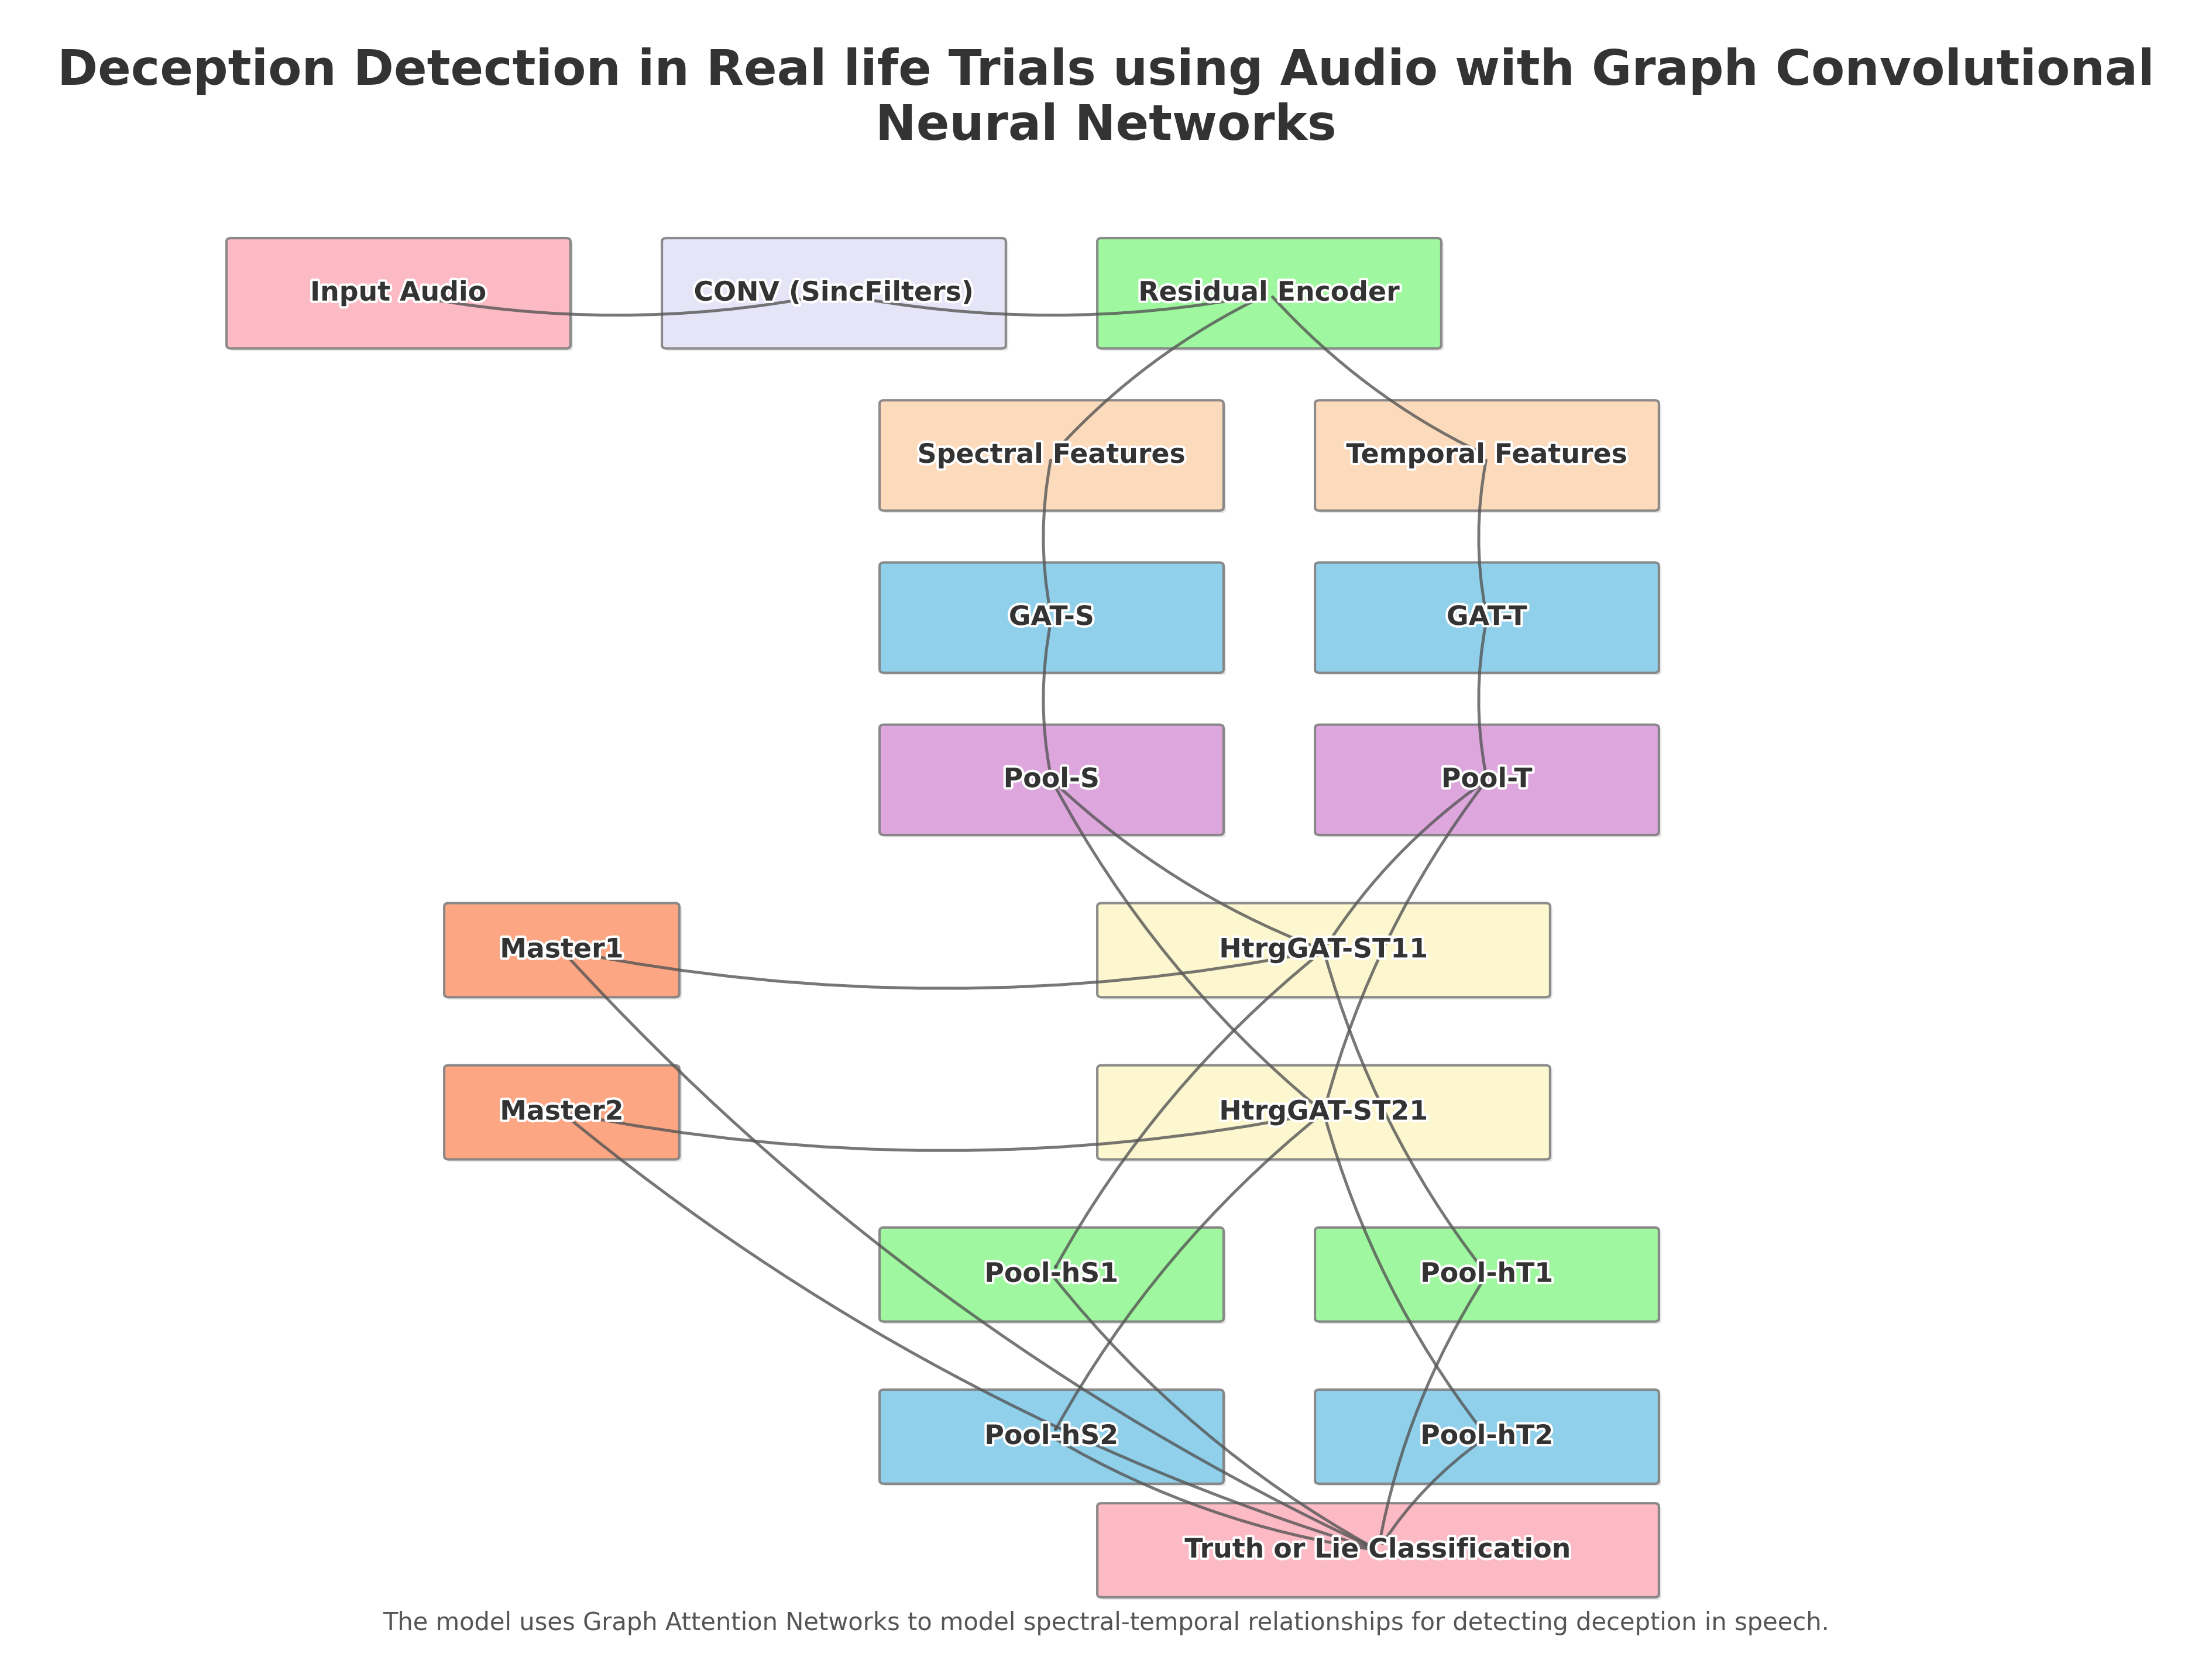 Deception Detection in Real life Trials using Audio with Graph Convolutional
Neural Networks
Input Audio
CONV (SincFilters)
Residual Encoder
Spectral Features
Temporal Features
GAT-S
GAT-T
Pool-S
Pool-T
Master1
HtrgGAT-ST11
Master2
HtrgGAT-ST21
Pool-hS1
Pool-hT1
Pool-hS2
Pool-hT2
Truth or Lie Classification
The model uses Graph Attention Networks to model spectral-temporal relationships for detecting deception in speech.